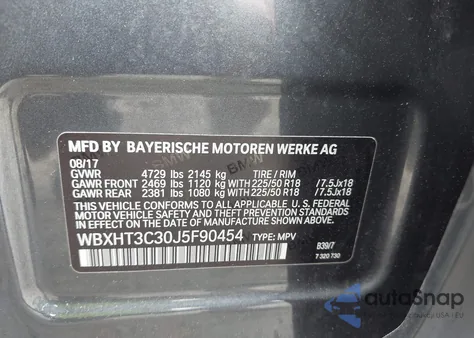 MFD BY BAYERISCHE MOTOREN WERKE AG
08/17
GVWR 4729 lbs 2145 kg TIRE / RIM
GAWR FRONT 2469 lbs 1120 kg WITH 225/50 R18 /7.5Jx18
GAWR REAR 2381 lbs 1080 kg WITH 225/50 R18 /7.5Jx18
THIS VEHICLE CONFORMS TO ALL APPLICABLE U. S. FEDERAL
MOTOR VEHICLE SAFETY, BUMPER, AND THEFT PREVENTION
STANDARDS IN EFFECT ON THE DATE OF MANUFACTURE SHOWN ABOVE.
WBXHT3C30J5F90454 TYPE: MPV
B39/7
7 320 730
autoSnap